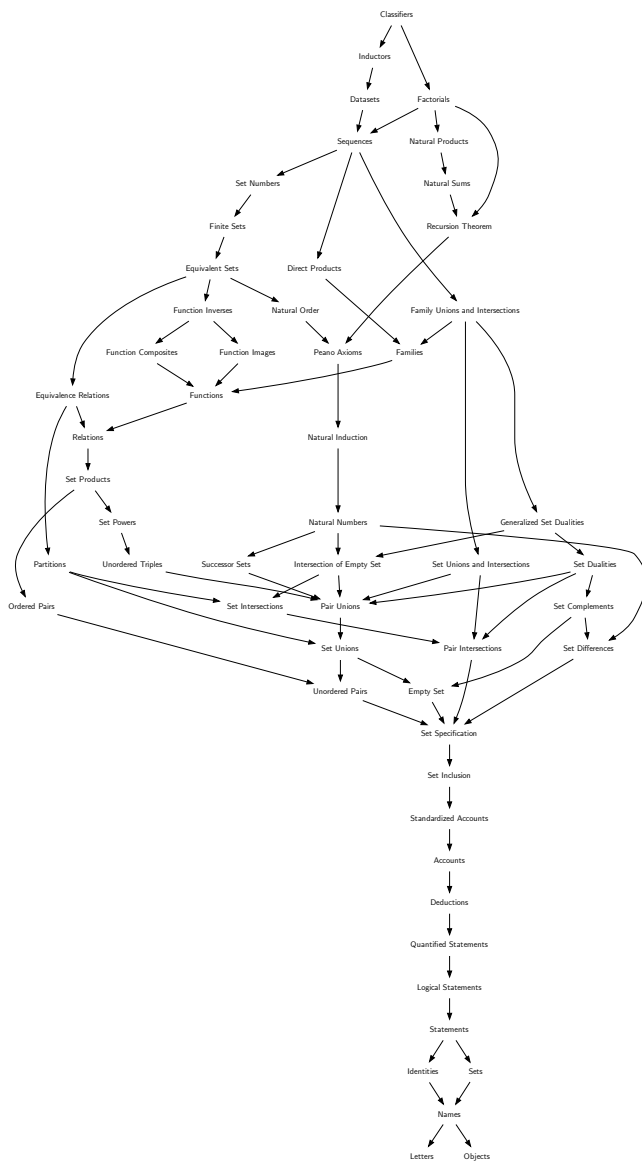 Classifiers
Inductors
Datasets Factorials
Sequences Natural Products
Set Numbers Natural Sums
Finite Sets Recursion Theorem
Equivalent Sets Direct Products
Function Inverses Natural Order Family Unions and Intersections
Function Composites Function Images Peano Axioms Families
Equivalence Relations Functions
Relations Natural Induction
Set Products
Set Powers Natural Numbers Generalized Set Dualities
Partitions Unordered Triples Successor Sets Intersection of Empty Set Set Unions and Intersections Set Dualities
Ordered Pairs Set Intersections Pair Unions Set Complements
Set Unions Pair Intersections Set Differences
Unordered Pairs Empty Set
Set Specification
Set Inclusion
Standardized Accounts
Accounts
Deductions
Quantified Statements
Logical Statements
Statements
Identities Sets
Names
Letters Objects